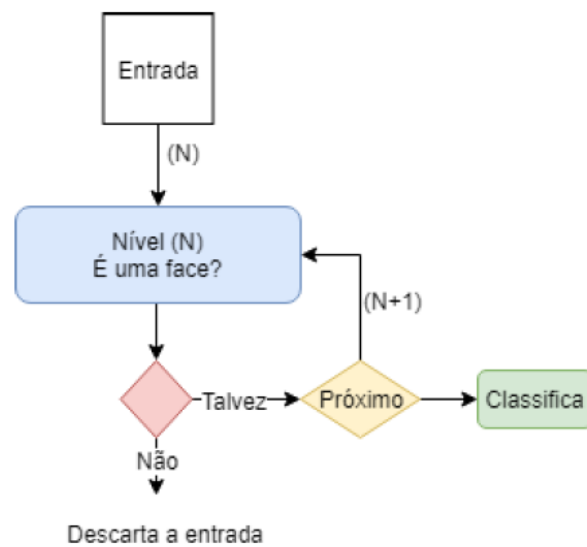 Entrada
(N)
Nível (N)
É uma face?
(N+1)
Talvez
Próximo
Classifica
Não
Descarta a entrada